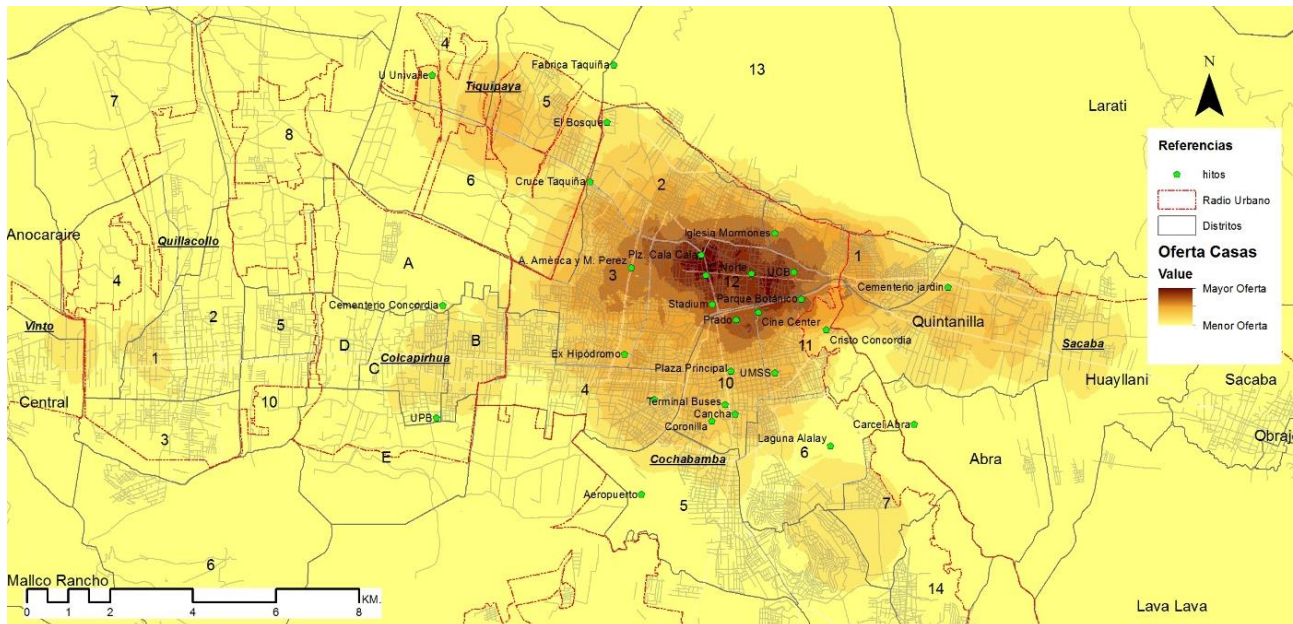 4
Fabrica Taquiña
13
N
7
U Univalle
Tiquipaya
5
Larati
El Bosque
8
Referencias
hitos
6
Cruce Taquiña
2
Radio Urbano
Distritos
Anocaraire
Quillacollo
Iglesia Mormones
Oferta Casas
Value
Plz. Cala Cala
1
A. América y M. Perez
3
Norte
UCB
4
A
12
Cementerio jardin
Mayor Oferta
Menor Oferta
Cementerio Concordia
Stadium
Parque Botánico
Prado
Cine Center
Quintanilla
Vinto
2
5
D
B
11
Cristo Concordia
Sacaba
1
C
Colcapirhua
Ex Hipódromo
Plaza Principal
10
UMSS
Huayllani
Sacaba
Central
10
4
Terminal Buses
Cancha
UPB
Coronilla
Carcel Abra
3
Laguna Alalay
6
Obraje
E
Cochabamba
Abra
Aeropuerto
5
7
6
Mallco Rancho
14
Lava Lava
0 1 2 4 6 8 KM.